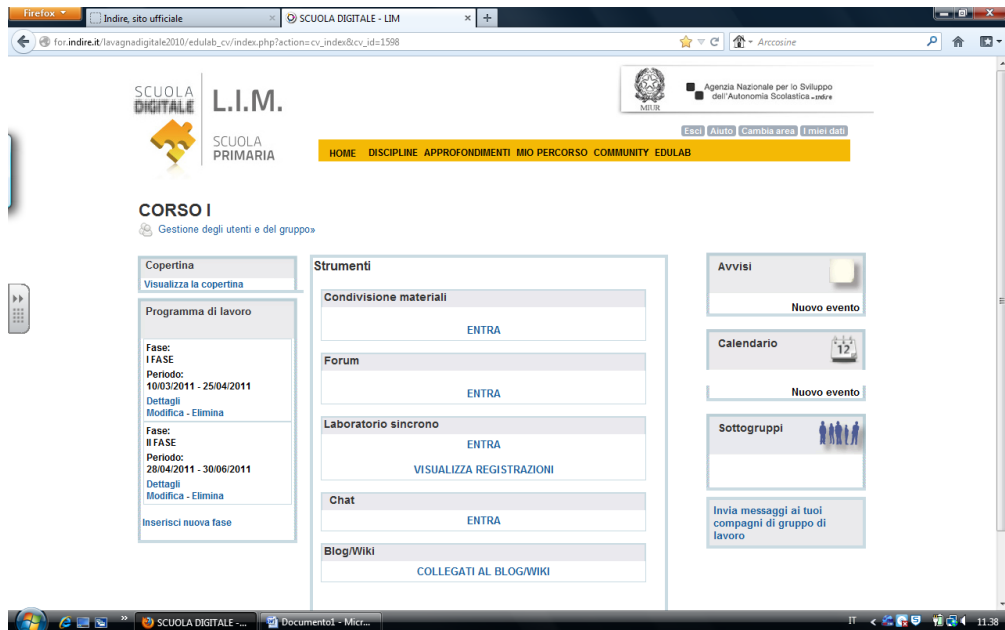 Firefox
Indire, sito ufficiale
SCUOLA DIGITALE - LIM
for.indire.it/lavagnadigitale2010/edulab_cv/index.php?action=cv_index&cv_id=1598
Arccosine
SCUOLA
DIGITALE
L.I.M.
SCUOLA
PRIMARIA
MIUR
Agenzia Nazionale per lo Sviluppo
dell'Autonomia Scolastica - indire
Esci Aiuto Cambia area I miei dati
HOME DISCIPLINE APPROFONDIMENTI MIO PERCORSO COMMUNITY EDULAB
CORSO I
Gestione degli utenti e del gruppo»
Copertina
Visualizza la copertina
Programma di lavoro
Fase:
I FASE
Periodo:
10/03/2011 - 25/04/2011
Dettagli
Modifica - Elimina
Fase:
II FASE
Periodo:
28/04/2011 - 30/06/2011
Dettagli
Modifica - Elimina
Inserisci nuova fase
Strumenti
Condivisione materiali
ENTRA
Forum
ENTRA
Laboratorio sincrono
ENTRA
VISUALIZZA REGISTRAZIONI
Chat
ENTRA
Blog/Wiki
COLLEGATI AL BLOG/WIKI
Avvisi
Nuovo evento
Calendario
12
Nuovo evento
Sottogruppi
Invia messaggi ai tuoi
compagni di gruppo di
lavoro
SCUOLA DIGITALE -...
Documento1 - Micr...
IT
11.38